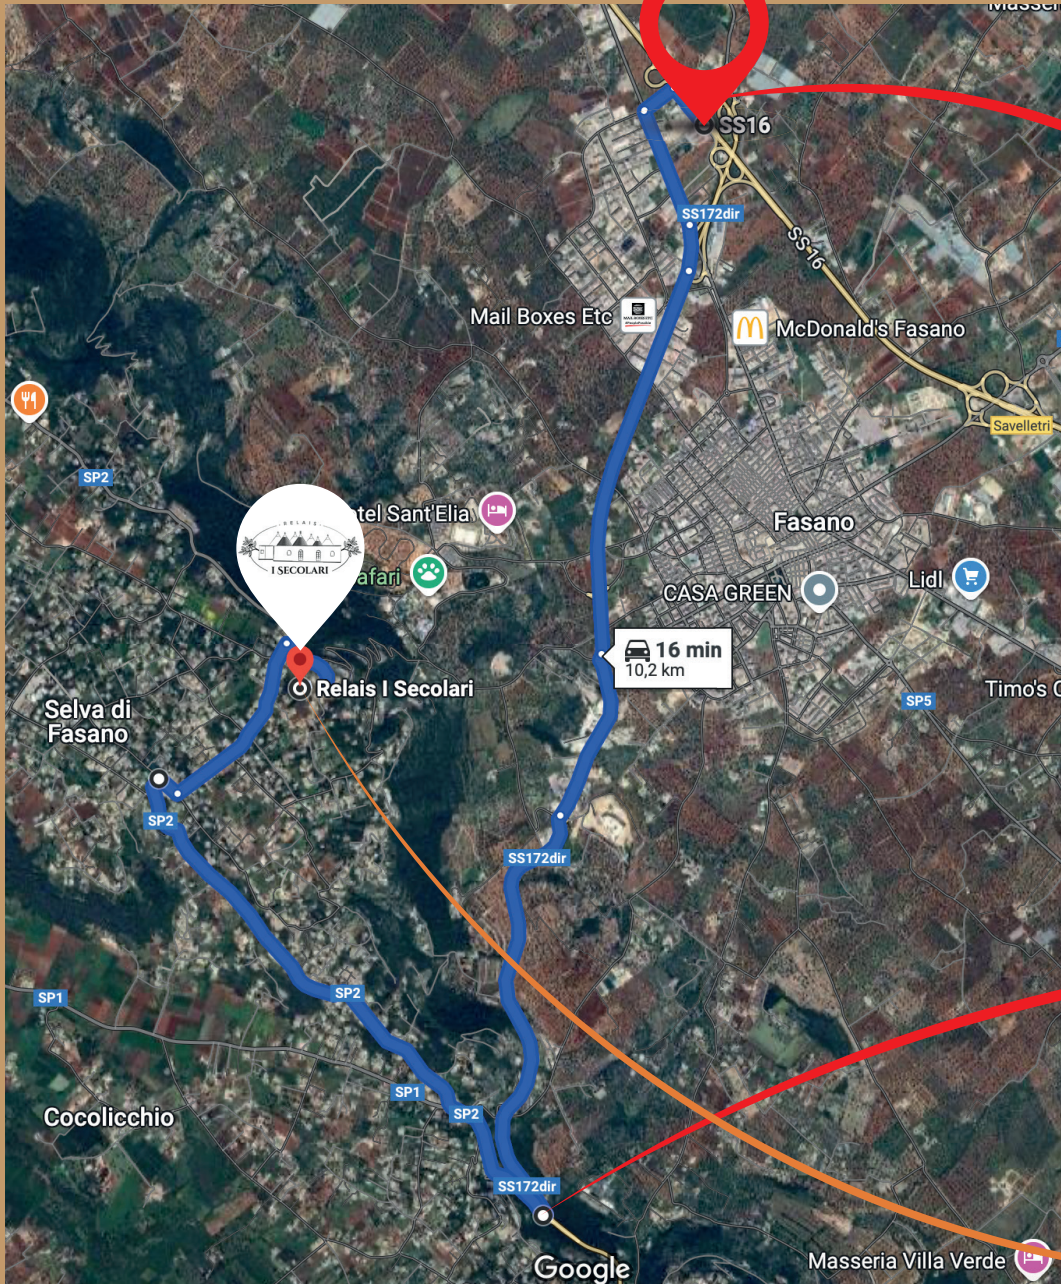 SS16
SS172dir
SS 16
Mail Boxes Etc
McDonald's Fasano
Savelletri
SP2
tel Sant'Elia
Fasano
RELAIS
I SECOLARI
afari
CASA GREEN
Lidl
16 min
10,2 km
Relais I Secolari
SP5
Timo's
Selva di
Fasano
SP2
SS172dir
SP2
SP1
SP1
Cocolicchio
SP2
SS172dir
Masseria Villa Verde
Google